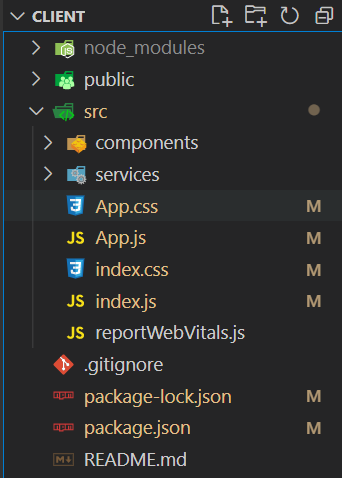 CLIENT
node_modules
public
src
components
services
App.css M
JS App.js M
index.css M
JS index.js M
JS reportWebVitals.js
.gitignore
package-lock.json M
package.json M
README.md